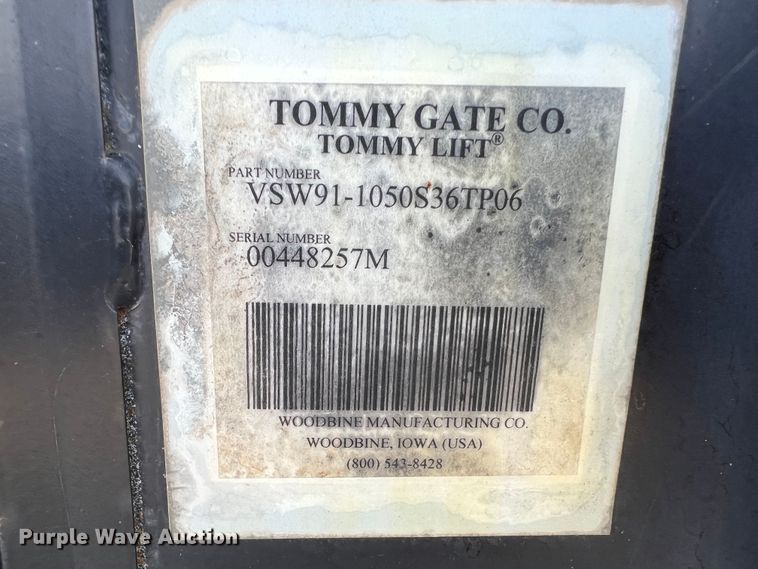 TOMMY GATE CO.
TOMMY LIFT®
PART NUMBER
VSW91-1050S36TP06
SERIAL NUMBER
00448257M
WOODBINE MANUFACTURING CO.
WOODBINE, IOWA (USA)
(800) 543-8428
Purple Wave Auction